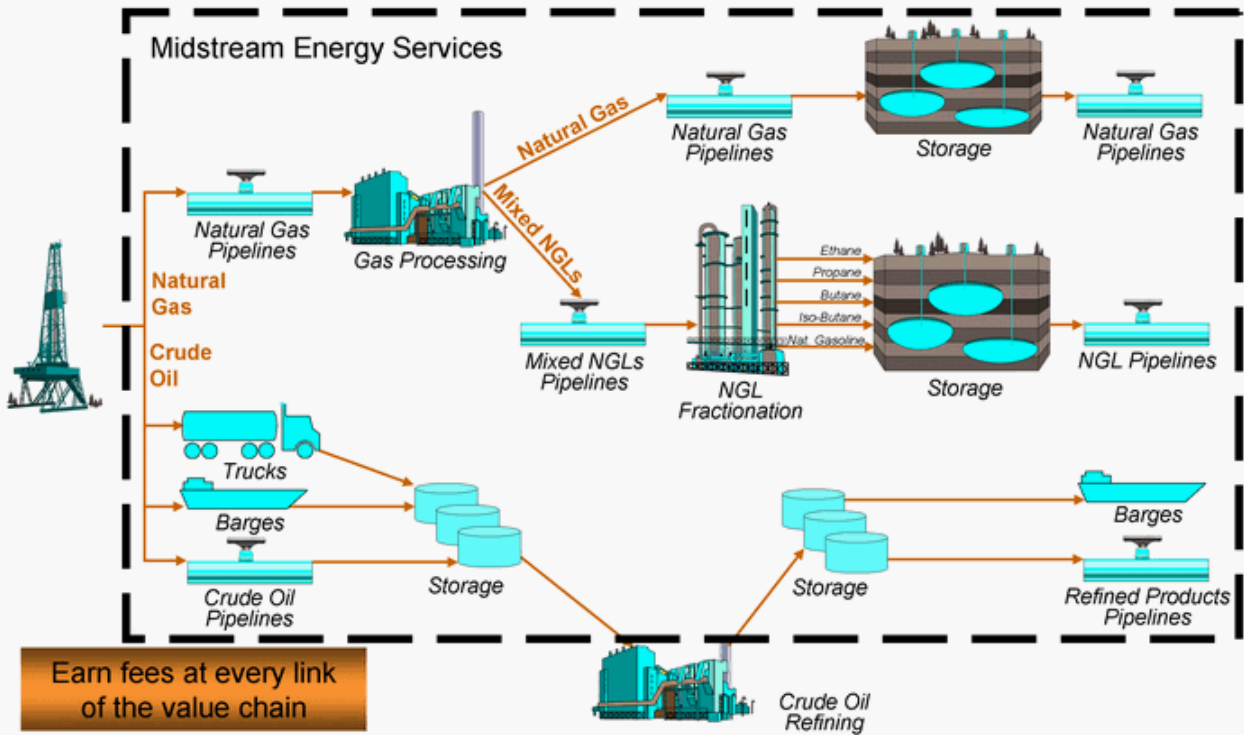 Midstream Energy Services
Natural Gas
Natural Gas
Pipelines
Storage
Natural Gas
Pipelines
Natural Gas
Pipelines
Gas Processing
Mixed NGLs
Natural
Gas
Crude
Oil
Mixed NGLs
Pipelines
NGL
Fractionation
Ethane
Propane
Butane
Iso-Butane
Nat. Gasoline
Storage
NGL Pipelines
Trucks
Barges
Crude Oil
Pipelines
Storage
Storage
Barges
Refined Products
Pipelines
Crude Oil
Refining
Earn fees at every link
of the value chain